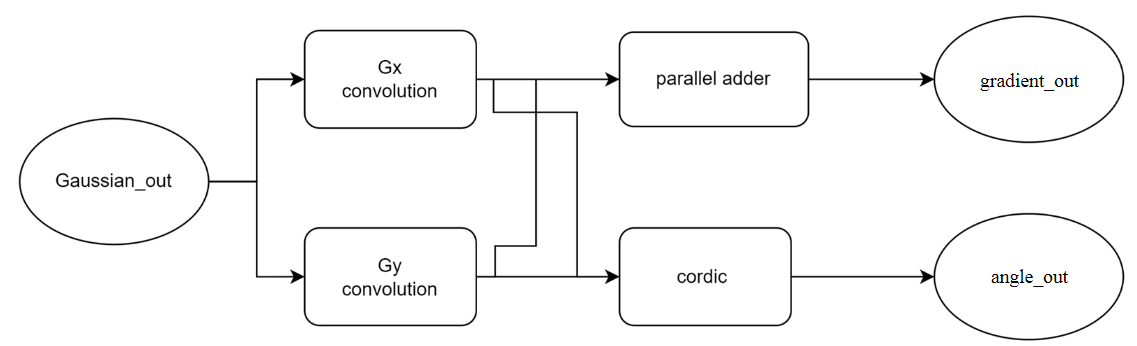 Gaussian_out
Gx
convolution
parallel adder
gradient_out
Gy
convolution
cordic
angle_out